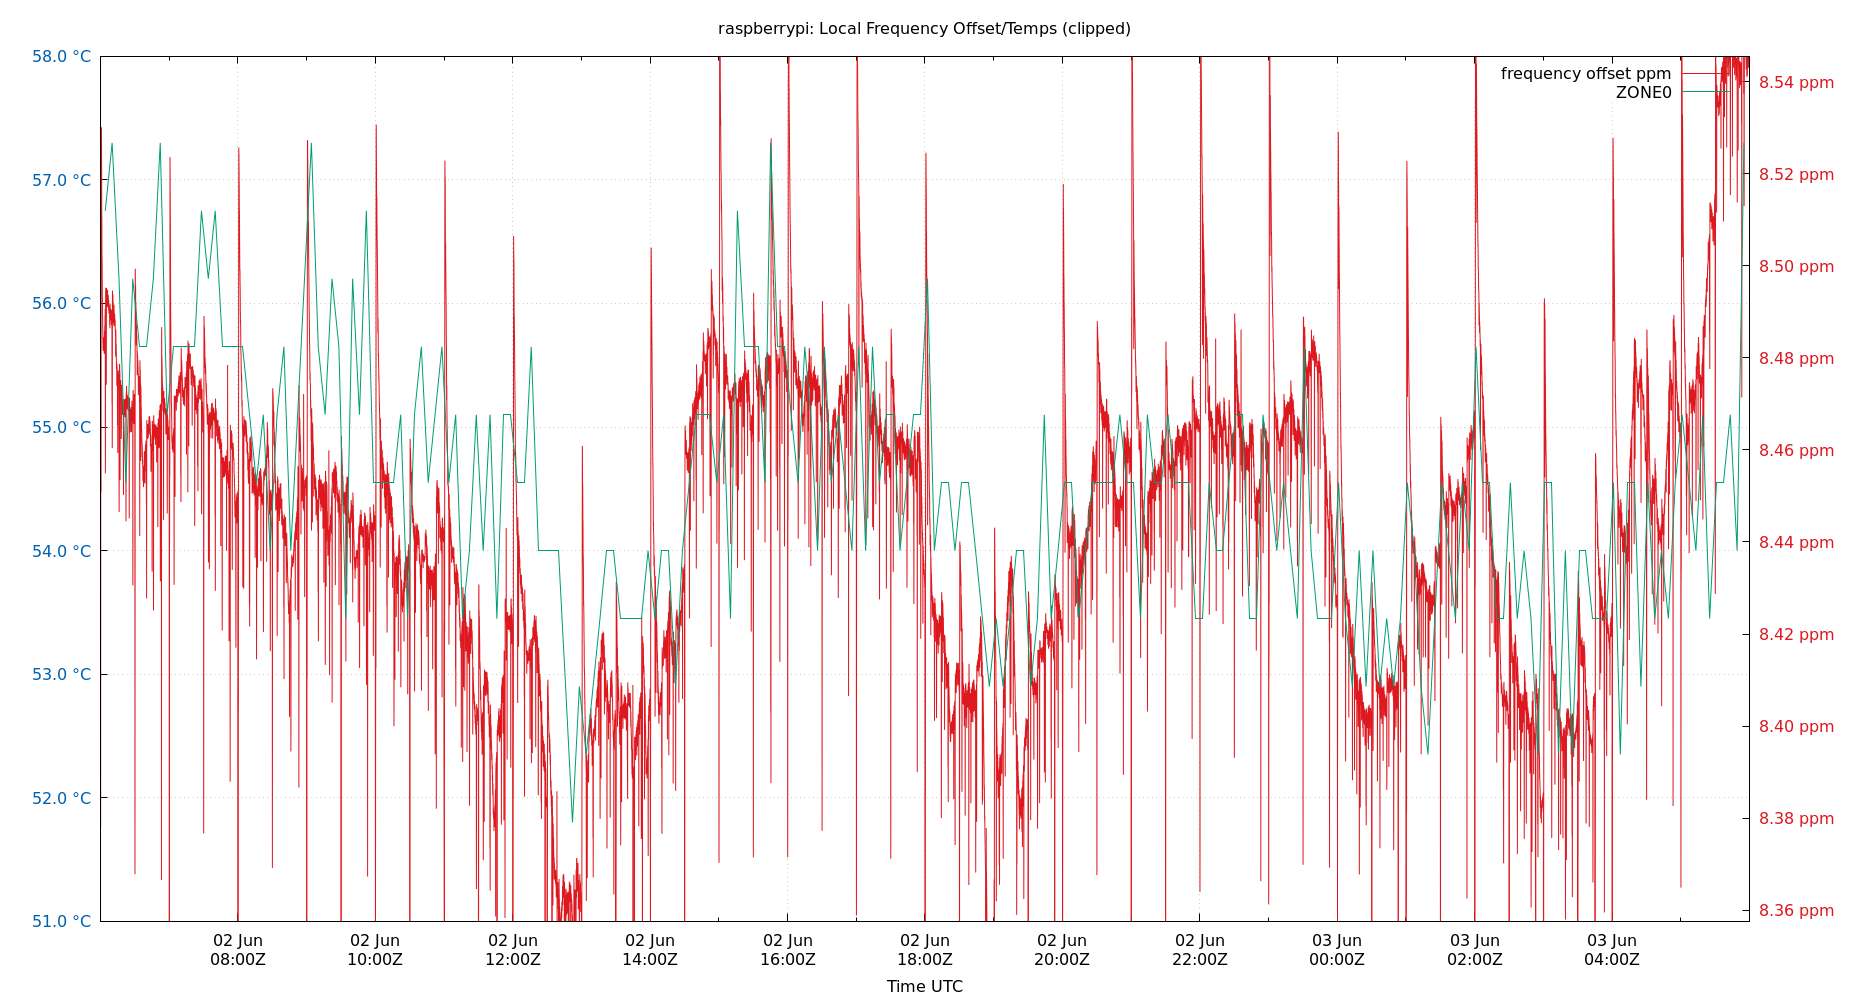 raspberrypi: Local Frequency Offset/Temps (clipped)
frequency offset ppm
ZONE0
58.0 °C
57.0 °C
56.0 °C
55.0 °C
54.0 °C
53.0 °C
52.0 °C
51.0 °C
8.54 ppm
8.52 ppm
8.50 ppm
8.48 ppm
8.46 ppm
8.44 ppm
8.42 ppm
8.40 ppm
8.38 ppm
8.36 ppm
02 Jun
08:00Z
02 Jun
10:00Z
02 Jun
12:00Z
02 Jun
14:00Z
02 Jun
16:00Z
02 Jun
18:00Z
02 Jun
20:00Z
02 Jun
22:00Z
03 Jun
00:00Z
03 Jun
02:00Z
03 Jun
04:00Z
Time UTC